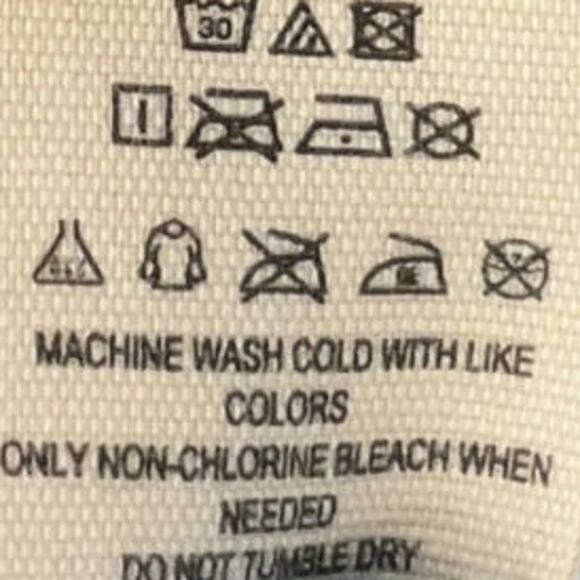 30
MACHINE WASH COLD WITH LIKE
COLORS
ONLY NON-CHLORINE BLEACH WHEN
NEEDED
DO NOT TUMBLE DRY